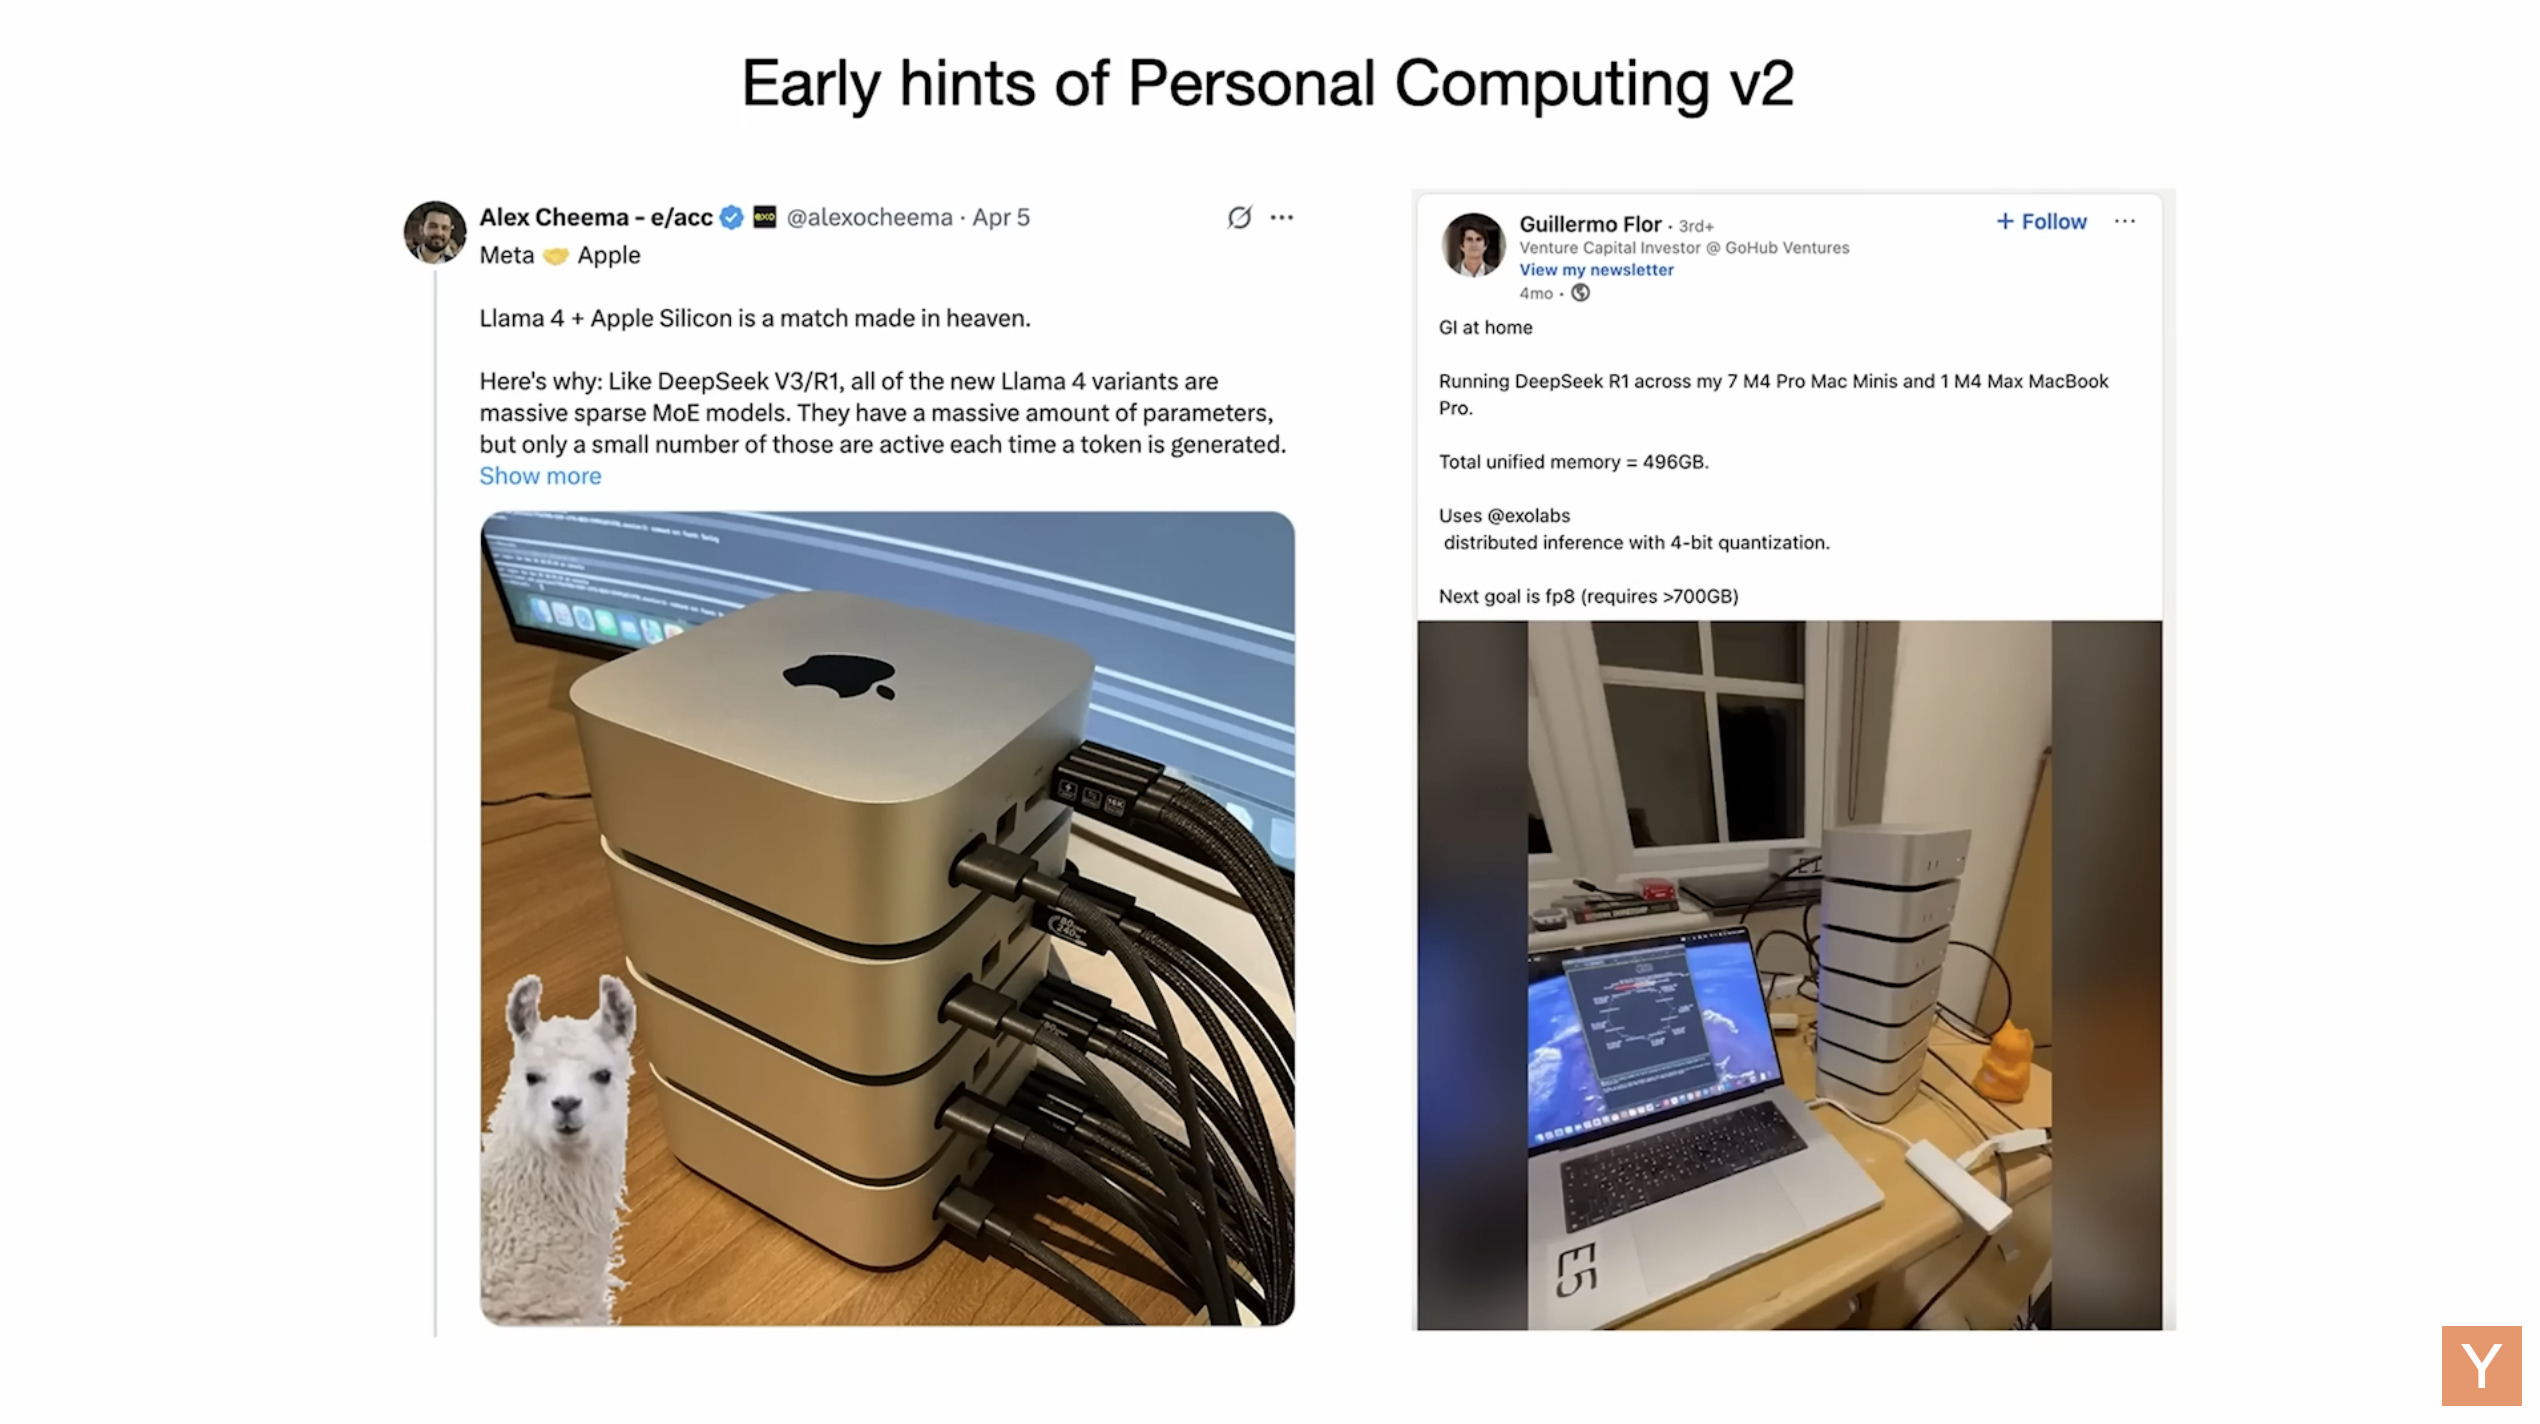 Early hints of Personal Computing v2
Alex Cheema - e/acc exo @alexocheema · Apr 5
Meta 🤝 Apple
Llama 4 + Apple Silicon is a match made in heaven.
Here's why: Like DeepSeek V3/R1, all of the new Llama 4 variants are
massive sparse MoE models. They have a massive amount of parameters,
but only a small number of those are active each time a token is generated.
Show more
Guillermo Flor · 3rd+
+ Follow
Venture Capital Investor @ GoHub Ventures
View my newsletter
4mo ·
GI at home
Running DeepSeek R1 across my 7 M4 Pro Mac Minis and 1 M4 Max MacBook
Pro.
Total unified memory = 496GB.
Uses @exolabs
distributed inference with 4-bit quantization.
Next goal is fp8 (requires >700GB)
16K
240W
E5
Y